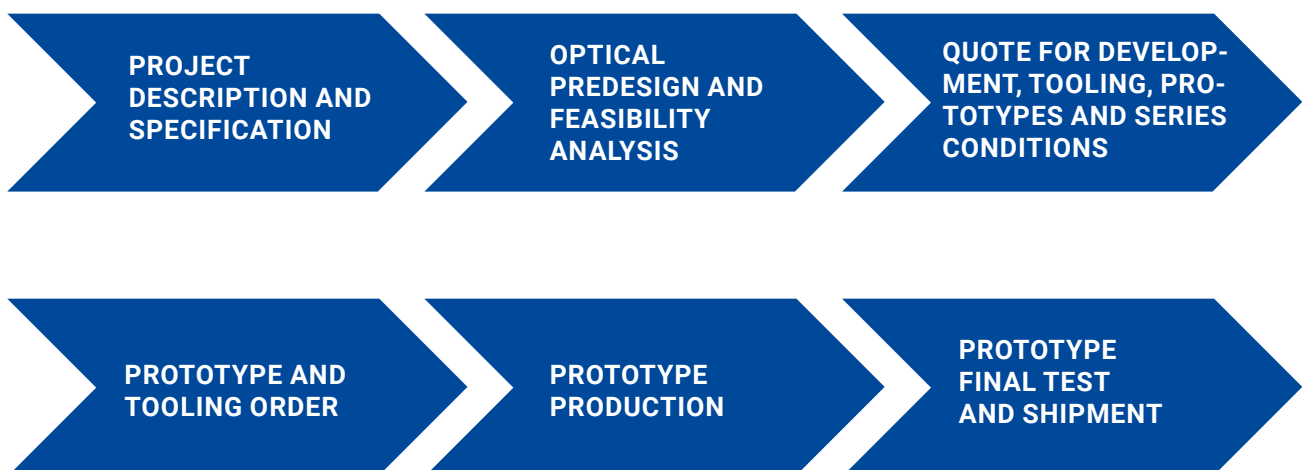 PROJECT
DESCRIPTION AND
SPECIFICATION
OPTICAL
PREDESIGN AND
FEASIBILITY
ANALYSIS
QUOTE FOR DEVELOP-
MENT, TOOLING, PRO-
TOTYPES AND SERIES
CONDITIONS
PROTOTYPE AND
TOOLING ORDER
PROTOTYPE
PRODUCTION
PROTOTYPE
FINAL TEST
AND SHIPMENT